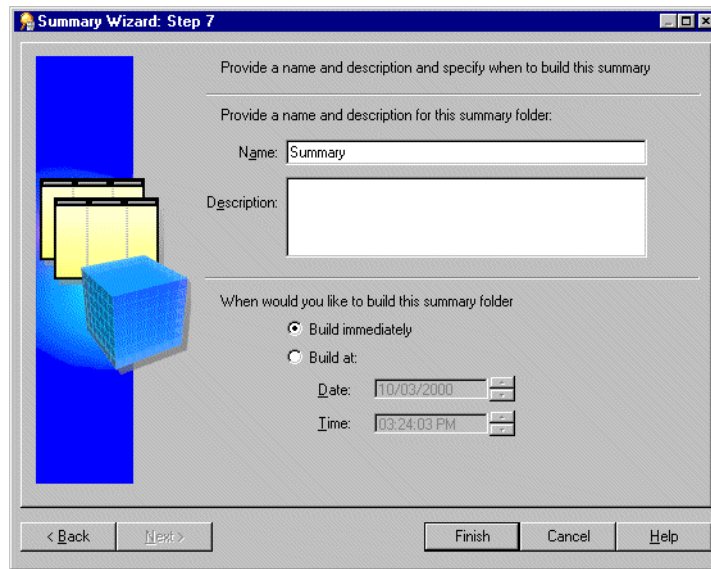 Summary Wizard: Step 7
Provide a name and description and specify when to build this summary
Provide a name and description for this summary folder:
Name: Summary
Description:
When would you like to build this summary folder
Build immediately
Build at:
Date: 10/03/2000
Time: 03:24:03 PM
< Back Next > Finish Cancel Help